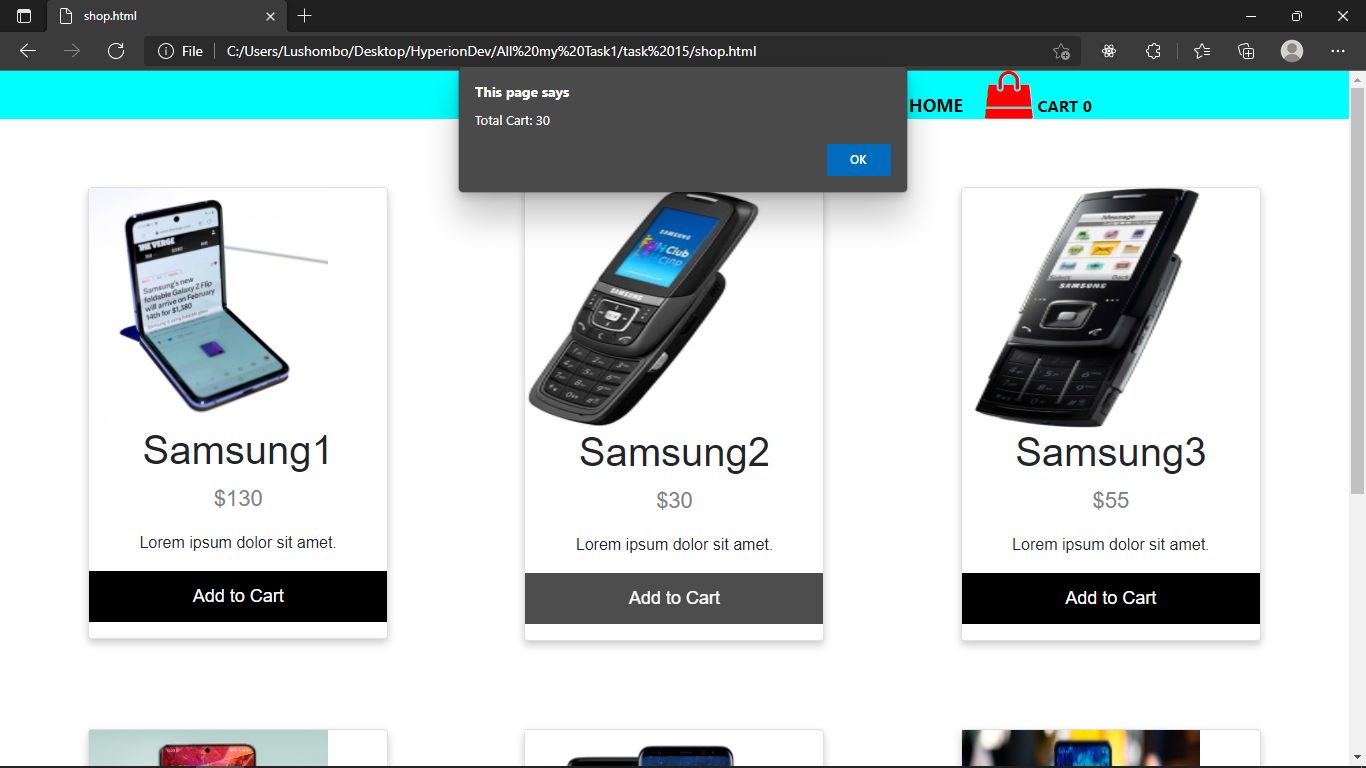 shop.html
File
C:/Users/Lushombo/Desktop/HyperionDev/All%20my%20Task1/task%2015/shop.html
This page says
Total Cart: 30
OK
HOME
CART 0
THE VERGE
Samsung's new
foldable Galaxy Z Flip
will arrive on February
14th for $1,380
SAMSUNG
Club
SAMSUNG
Message
SAMSUNG
Samsung1
Samsung2
Samsung3
$130
$30
$55
Lorem ipsum dolor sit amet.
Lorem ipsum dolor sit amet.
Lorem ipsum dolor sit amet.
Add to Cart
Add to Cart
Add to Cart